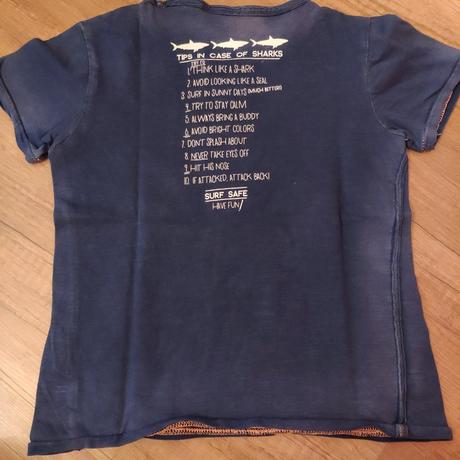 TIPS IN CASE OF SHARKS
TRY TO
1. THINK LIKE A SHARK
2. AVOID LOOKING LIKE A SEAL
3. SURF IN SUNNY DAYS (MUCH BETTER!)
4. TRY TO STAY CALM
5. ALWAYS BRING A BUDDY
6. AVOID BRIGHT COLORS
7. DON'T SPLASH ABOUT
8. NEVER TAKE EYES OFF
9. HIT HIS NOSE
10. IF ATTACKED, ATTACK BACK!
SURF SAFE
HAVE FUN!